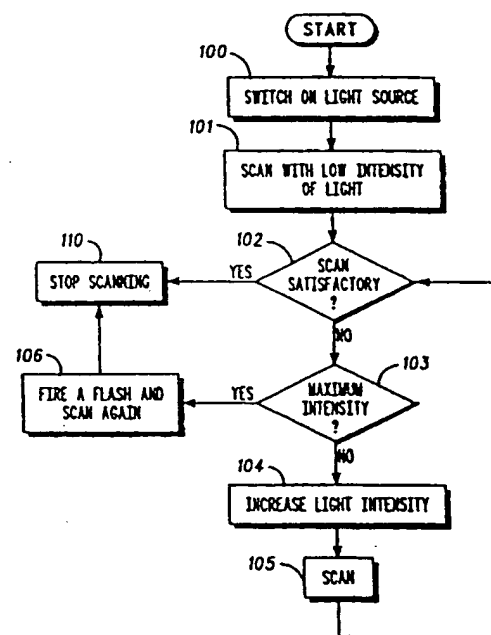 START
100
SWITCH ON LIGHT SOURCE
101
SCAN WITH LOW INTENSITY
OF LIGHT
102
SCAN
SATISFACTORY
?
YES
110
STOP SCANNING
NO
103
MAXIMUM
INTENSITY
?
YES
106
FIRE A FLASH AND
SCAN AGAIN
NO
104
INCREASE LIGHT INTENSITY
105
SCAN